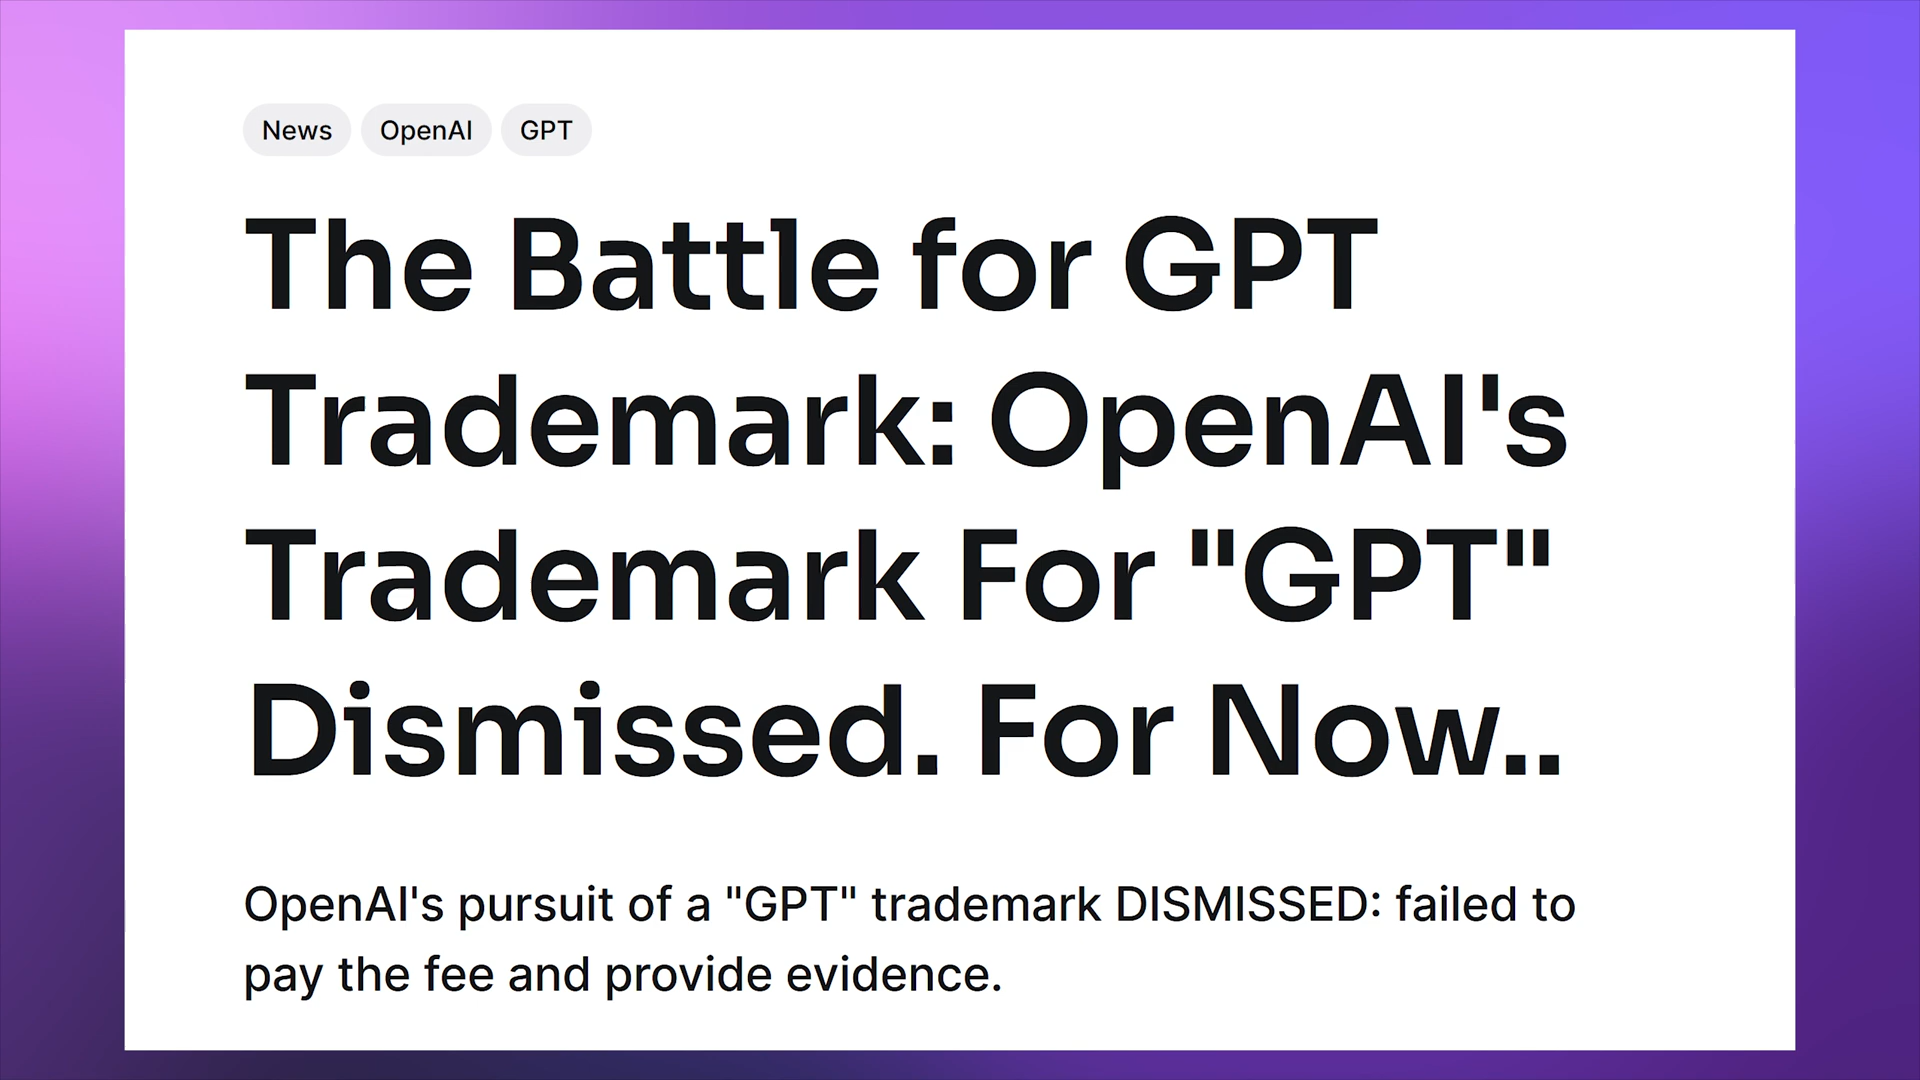 News OpenAI GPT
The Battle for GPT
Trademark: OpenAI's
Trademark For "GPT"
Dismissed. For Now..
OpenAI's pursuit of a "GPT" trademark DISMISSED: failed to
pay the fee and provide evidence.